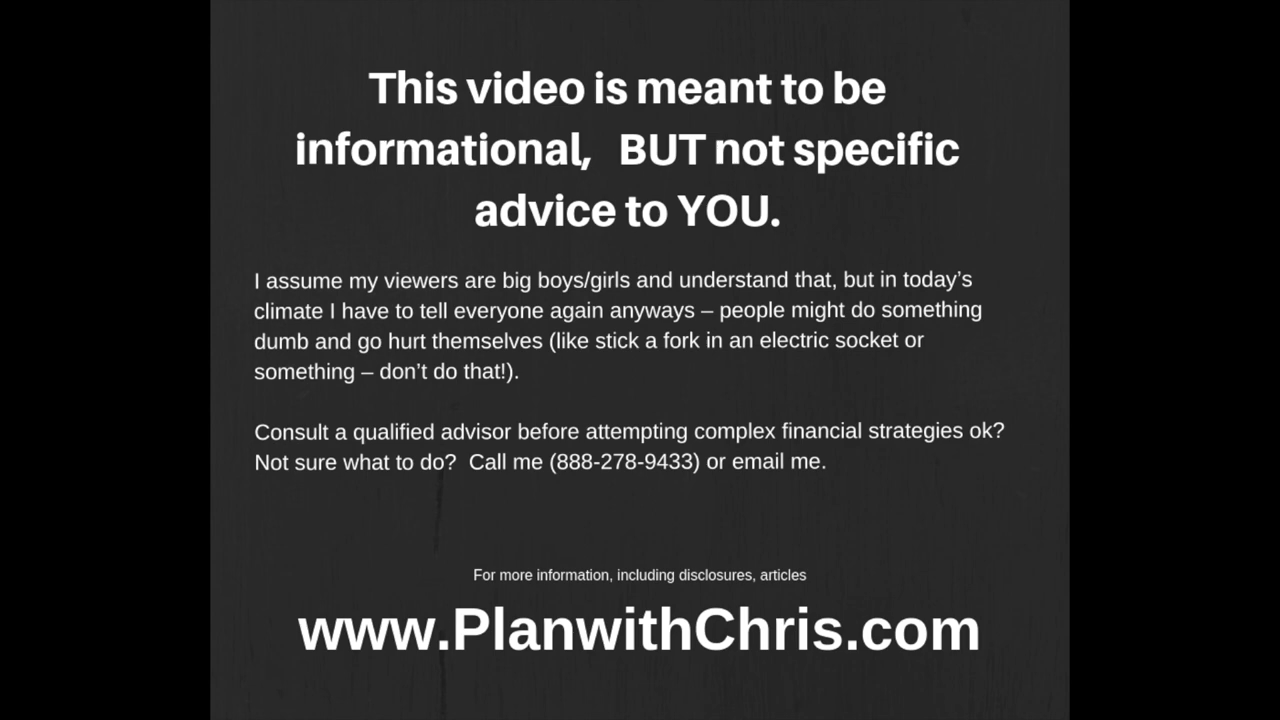 This video is meant to be
informational,   BUT not specific
advice to YOU.
I assume my viewers are big boys/girls and understand that, but in today’s
climate I have to tell everyone again anyways – people might do something
dumb and go hurt themselves (like stick a fork in an electric socket or
something – don’t do that!).
Consult a qualified advisor before attempting complex financial strategies ok?
Not sure what to do?  Call me (888-278-9433) or email me.
For more information, including disclosures, articles
www.PlanwithChris.com